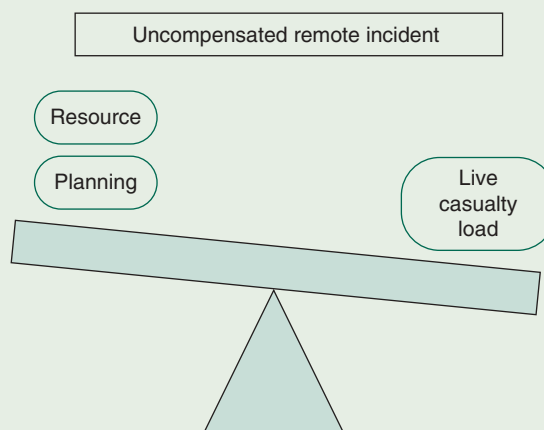 Uncompensated remote incident
Resource
Planning
Live
casualty
load